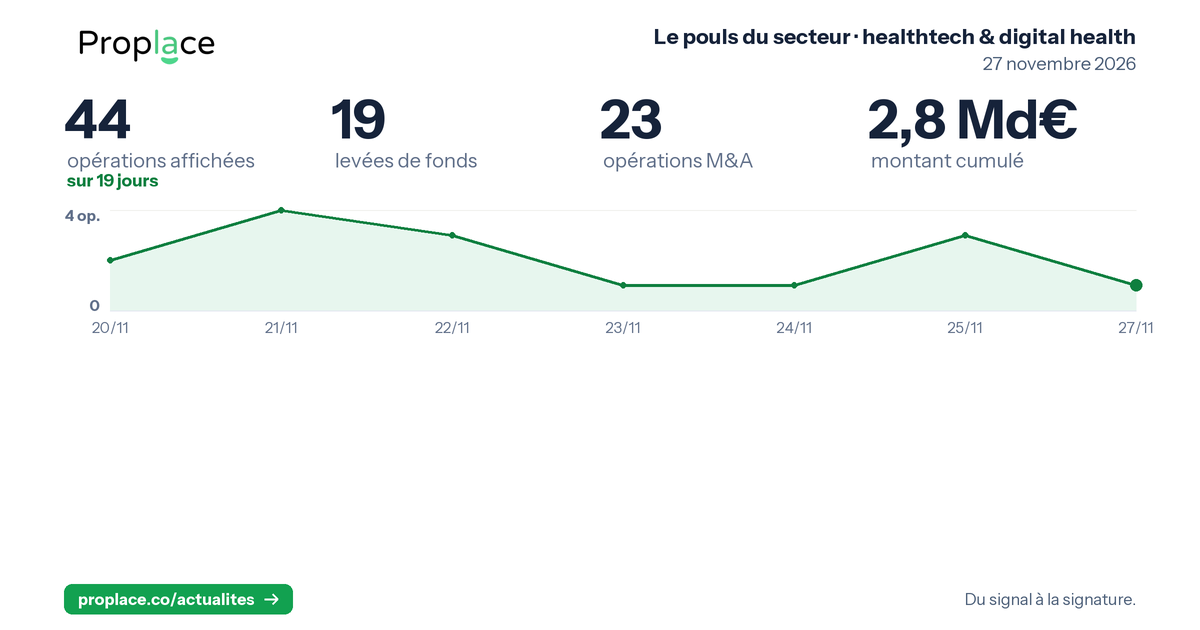 Proplace
Le pouls du secteur · healthtech & digital health
27 novembre 2026
44
opérations affichées
sur 19 jours
19
levées de fonds
23
opérations M&A
2,8 Md€
montant cumulé
4 op.
0
20/11
21/11
22/11
23/11
24/11
25/11
27/11
proplace.co/actualites →
Du signal à la signature.